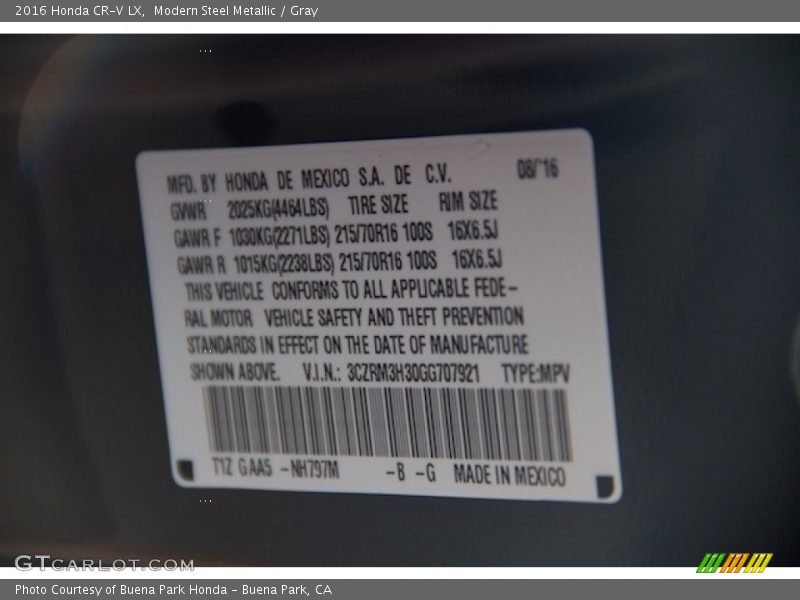 2016 Honda CR-V LX, Modern Steel Metallic / Gray
MFD. BY HONDA DE MEXICO S.A. DE C.V. 08/'16
GVWR 2025KG(4464LBS) TIRE SIZE RIM SIZE
GAWR F 1030KG(2271LBS) 215/70R16 100S 16X6.5J
GAWR R 1015KG(2238LBS) 215/70R16 100S 16X6.5J
THIS VEHICLE CONFORMS TO ALL APPLICABLE FEDE-
RAL MOTOR VEHICLE SAFETY AND THEFT PREVENTION
STANDARDS IN EFFECT ON THE DATE OF MANUFACTURE
SHOWN ABOVE. V.I.N.: 3CZRM3H30GG707921 TYPE:MPV
T1Z GAA5 -NH797M -B -G MADE IN MEXICO
GTCARLOT.COM
Photo Courtesy of Buena Park Honda - Buena Park, CA